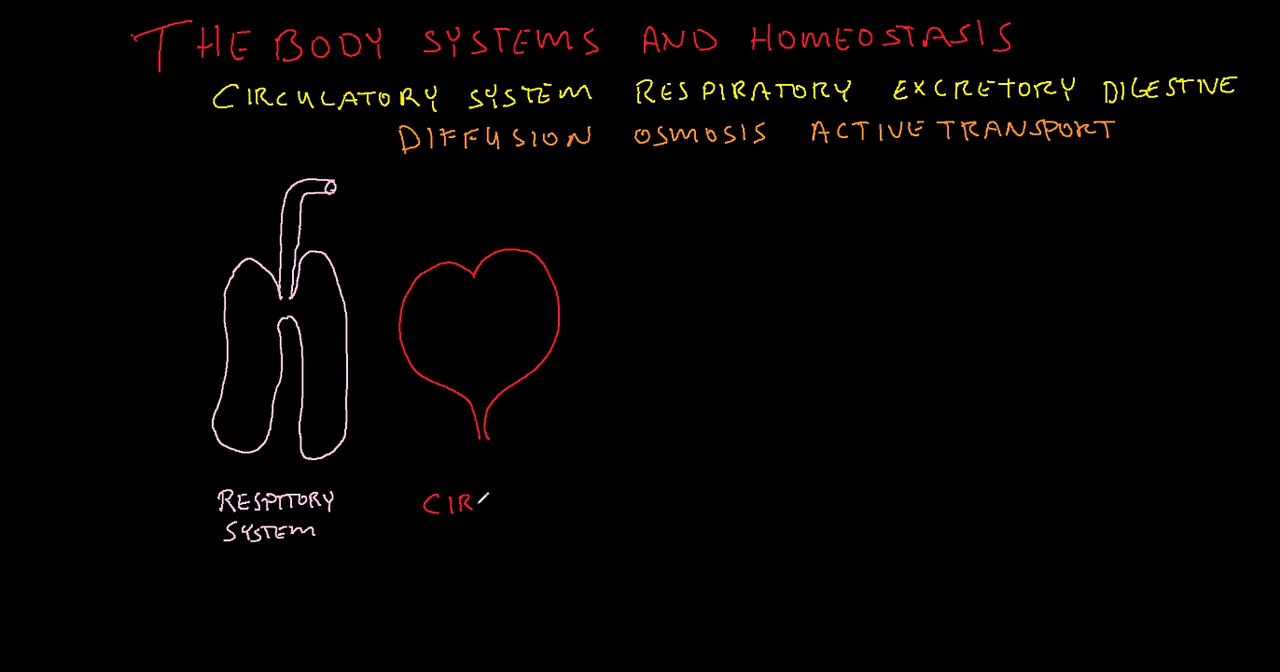 THE BODY SYSTEMS AND HOMEOSTASIS
CIRCULATORY SYSTEM RESPIRATORY EXCRETORY DIGESTIVE
DIFFUSION OSMOSIS ACTIVE TRANSPORT
RESPITORY
SYSTEM
CIR